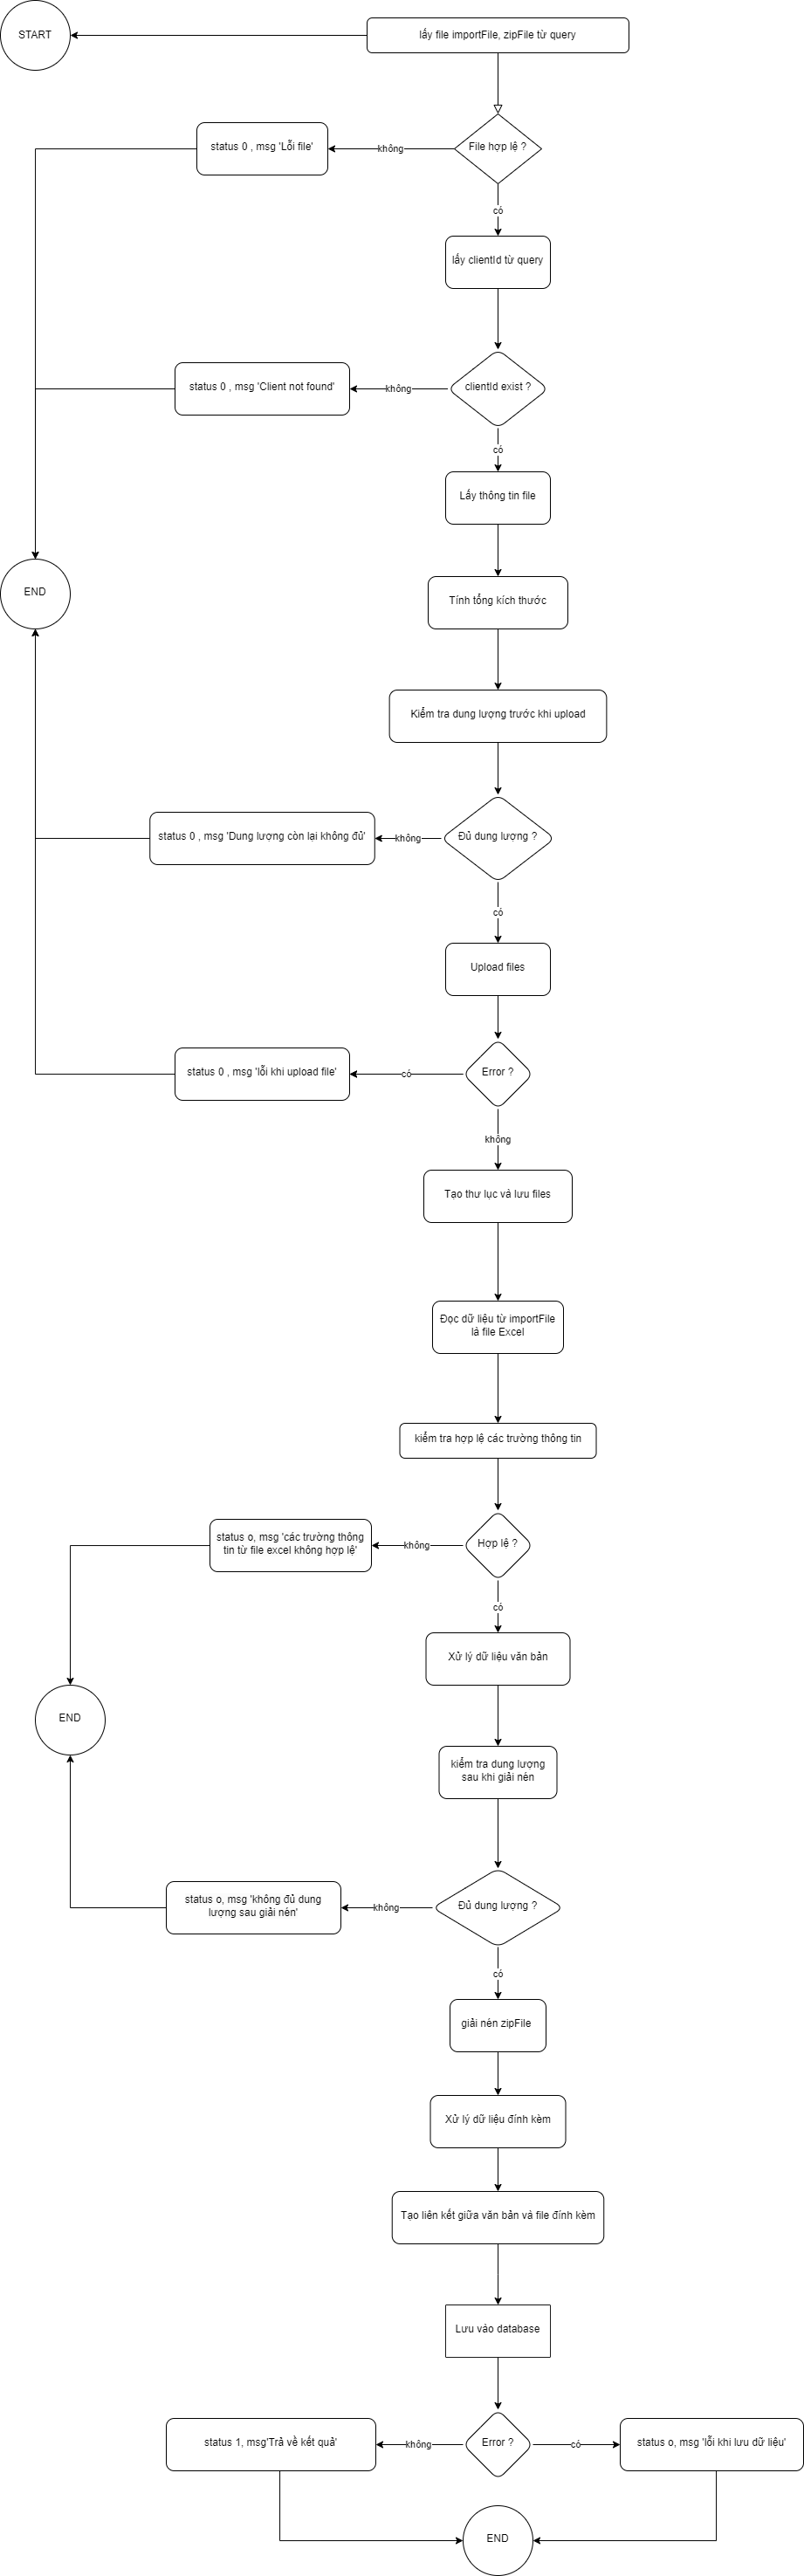 START
lấy file importFile, zipFile từ query
status 0 , msg 'Lỗi file'
không
File hợp lệ ?
có
lấy clientId từ query
status 0 , msg 'Client not found'
không
clientId exist ?
có
Lấy thông tin file
END
Tính tổng kích thước
Kiểm tra dung lượng trước khi upload
status 0 , msg 'Dung lượng còn lại không đủ'
không
Đủ dung lượng ?
có
Upload files
status 0 , msg 'lỗi khi upload file'
có
Error ?
không
Tạo thư lục và lưu files
Đọc dữ liệu từ importFile
là file Excel
kiểm tra hợp lệ các trường thông tin
status o, msg 'các trường thông
tin từ file excel không hợp lệ'
không
Hợp lệ ?
có
Xử lý dữ liệu văn bản
END
kiểm tra dung lượng
sau khi giải nén
status o, msg 'không đủ dung
lượng sau giải nén'
không
Đủ dung lượng ?
có
giải nén zipFile
Xử lý dữ liệu đính kèm
Tạo liên kết giữa văn bản và file đính kèm
Lưu vào database
status 1, msg'Trả về kết quả'
không
Error ?
có
status o, msg 'lỗi khi lưu dữ liệu'
END